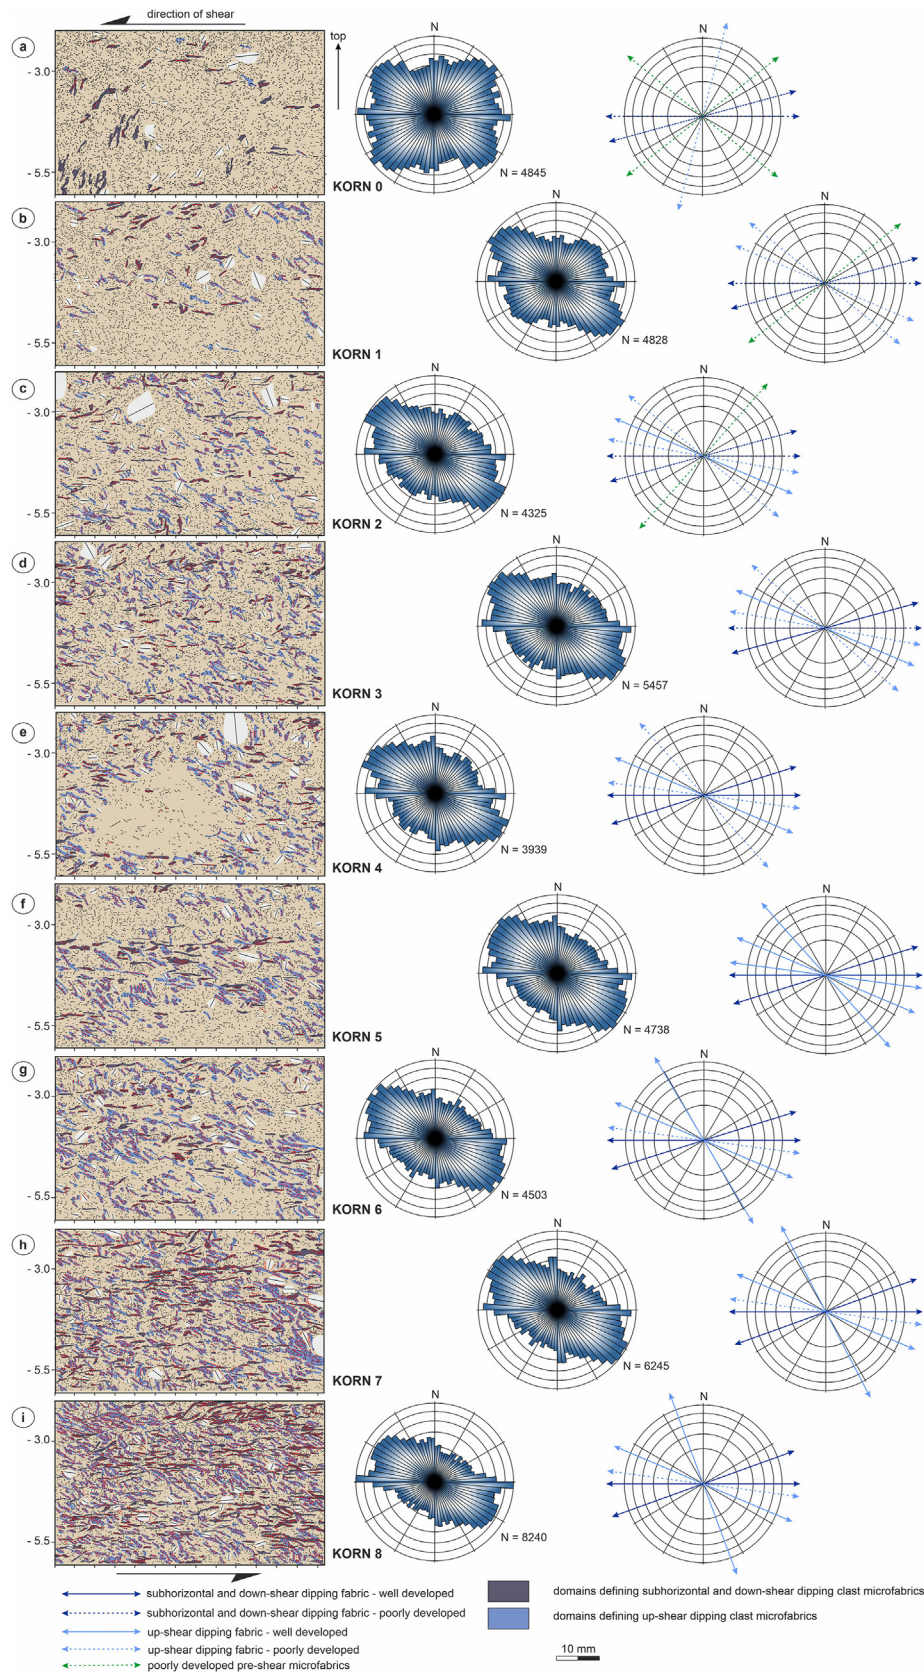 direction of shear
a
top
N
N
- 3.0
- 5.5
KORN 0
N = 4845
b
N
N
- 3.0
- 5.5
KORN 1
N = 4828
c
N
N
- 3.0
- 5.5
KORN 2
N = 4325
d
N
N
- 3.0
- 5.5
KORN 3
N = 5457
e
N
N
- 3.0
- 5.5
KORN 4
N = 3939
f
N
N
- 3.0
- 5.5
KORN 5
N = 4738
g
N
N
- 3.0
- 5.5
KORN 6
N = 4503
h
N
N
- 3.0
- 5.5
KORN 7
N = 6245
i
N
N
- 3.0
- 5.5
KORN 8
N = 8240
subhorizontal and down-shear dipping fabric - well developed
subhorizontal and down-shear dipping fabric - poorly developed
up-shear dipping fabric - well developed
up-shear dipping fabric - poorly developed
poorly developed pre-shear microfabrics
domains defining subhorizontal and down-shear dipping clast microfabrics
domains defining up-shear dipping clast microfabrics
10 mm